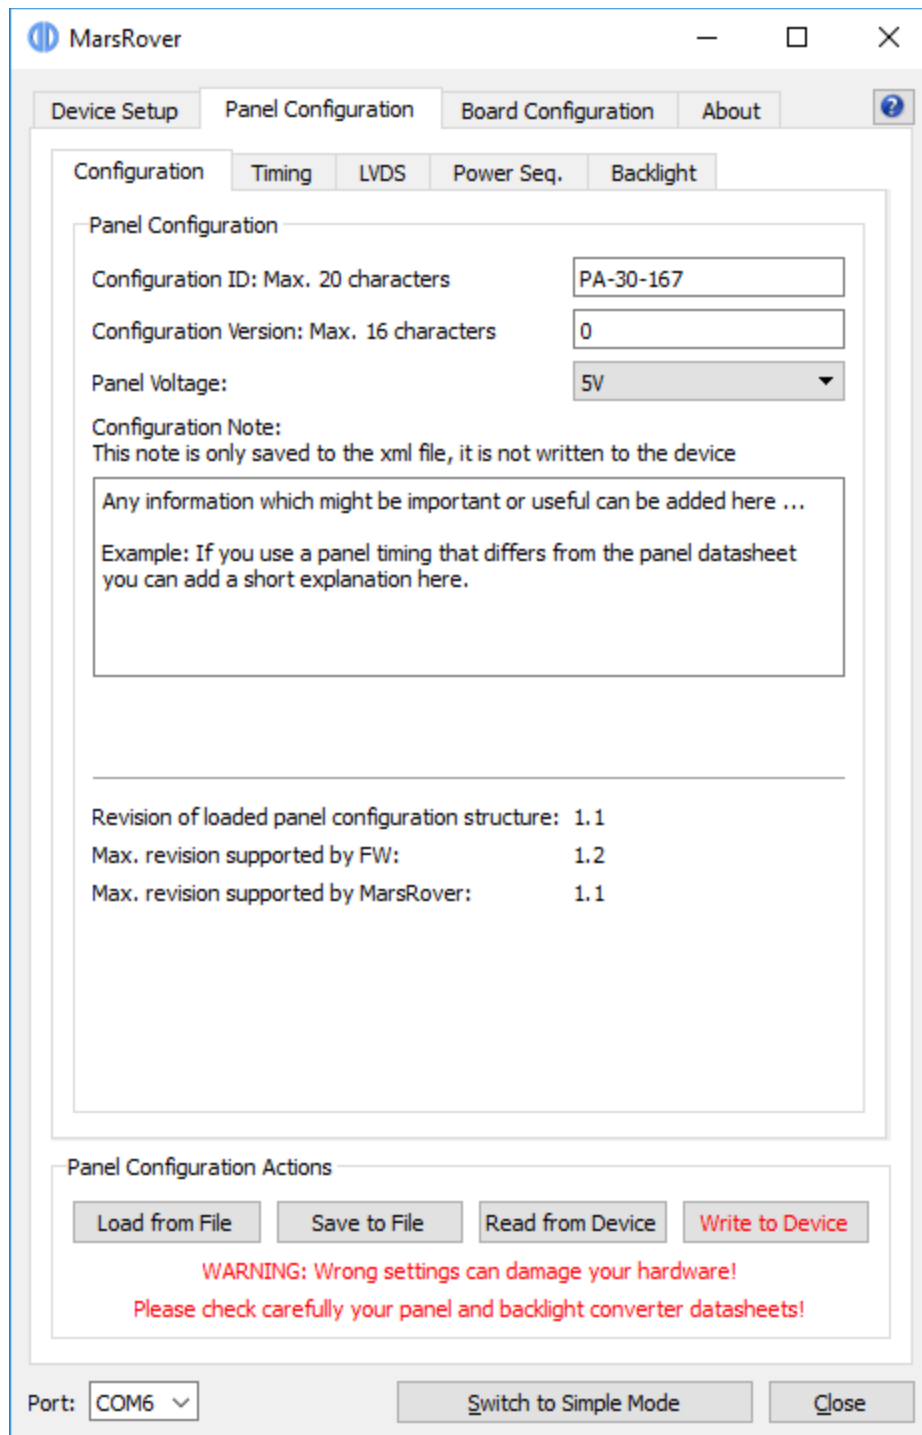 MarsRover
Device Setup Panel Configuration Board Configuration About ?
Configuration Timing LVDS Power Seq. Backlight
Panel Configuration
Configuration ID: Max. 20 characters PA-30-167
Configuration Version: Max. 16 characters 0
Panel Voltage: 5V
Configuration Note:
This note is only saved to the xml file, it is not written to the device
Any information which might be important or useful can be added here ...
Example: If you use a panel timing that differs from the panel datasheet
you can add a short explanation here.
Revision of loaded panel configuration structure: 1.1
Max. revision supported by FW: 1.2
Max. revision supported by MarsRover: 1.1
Panel Configuration Actions
Load from File Save to File Read from Device Write to Device
WARNING: Wrong settings can damage your hardware!
Please check carefully your panel and backlight converter datasheets!
Port: COM6 Switch to Simple Mode Close